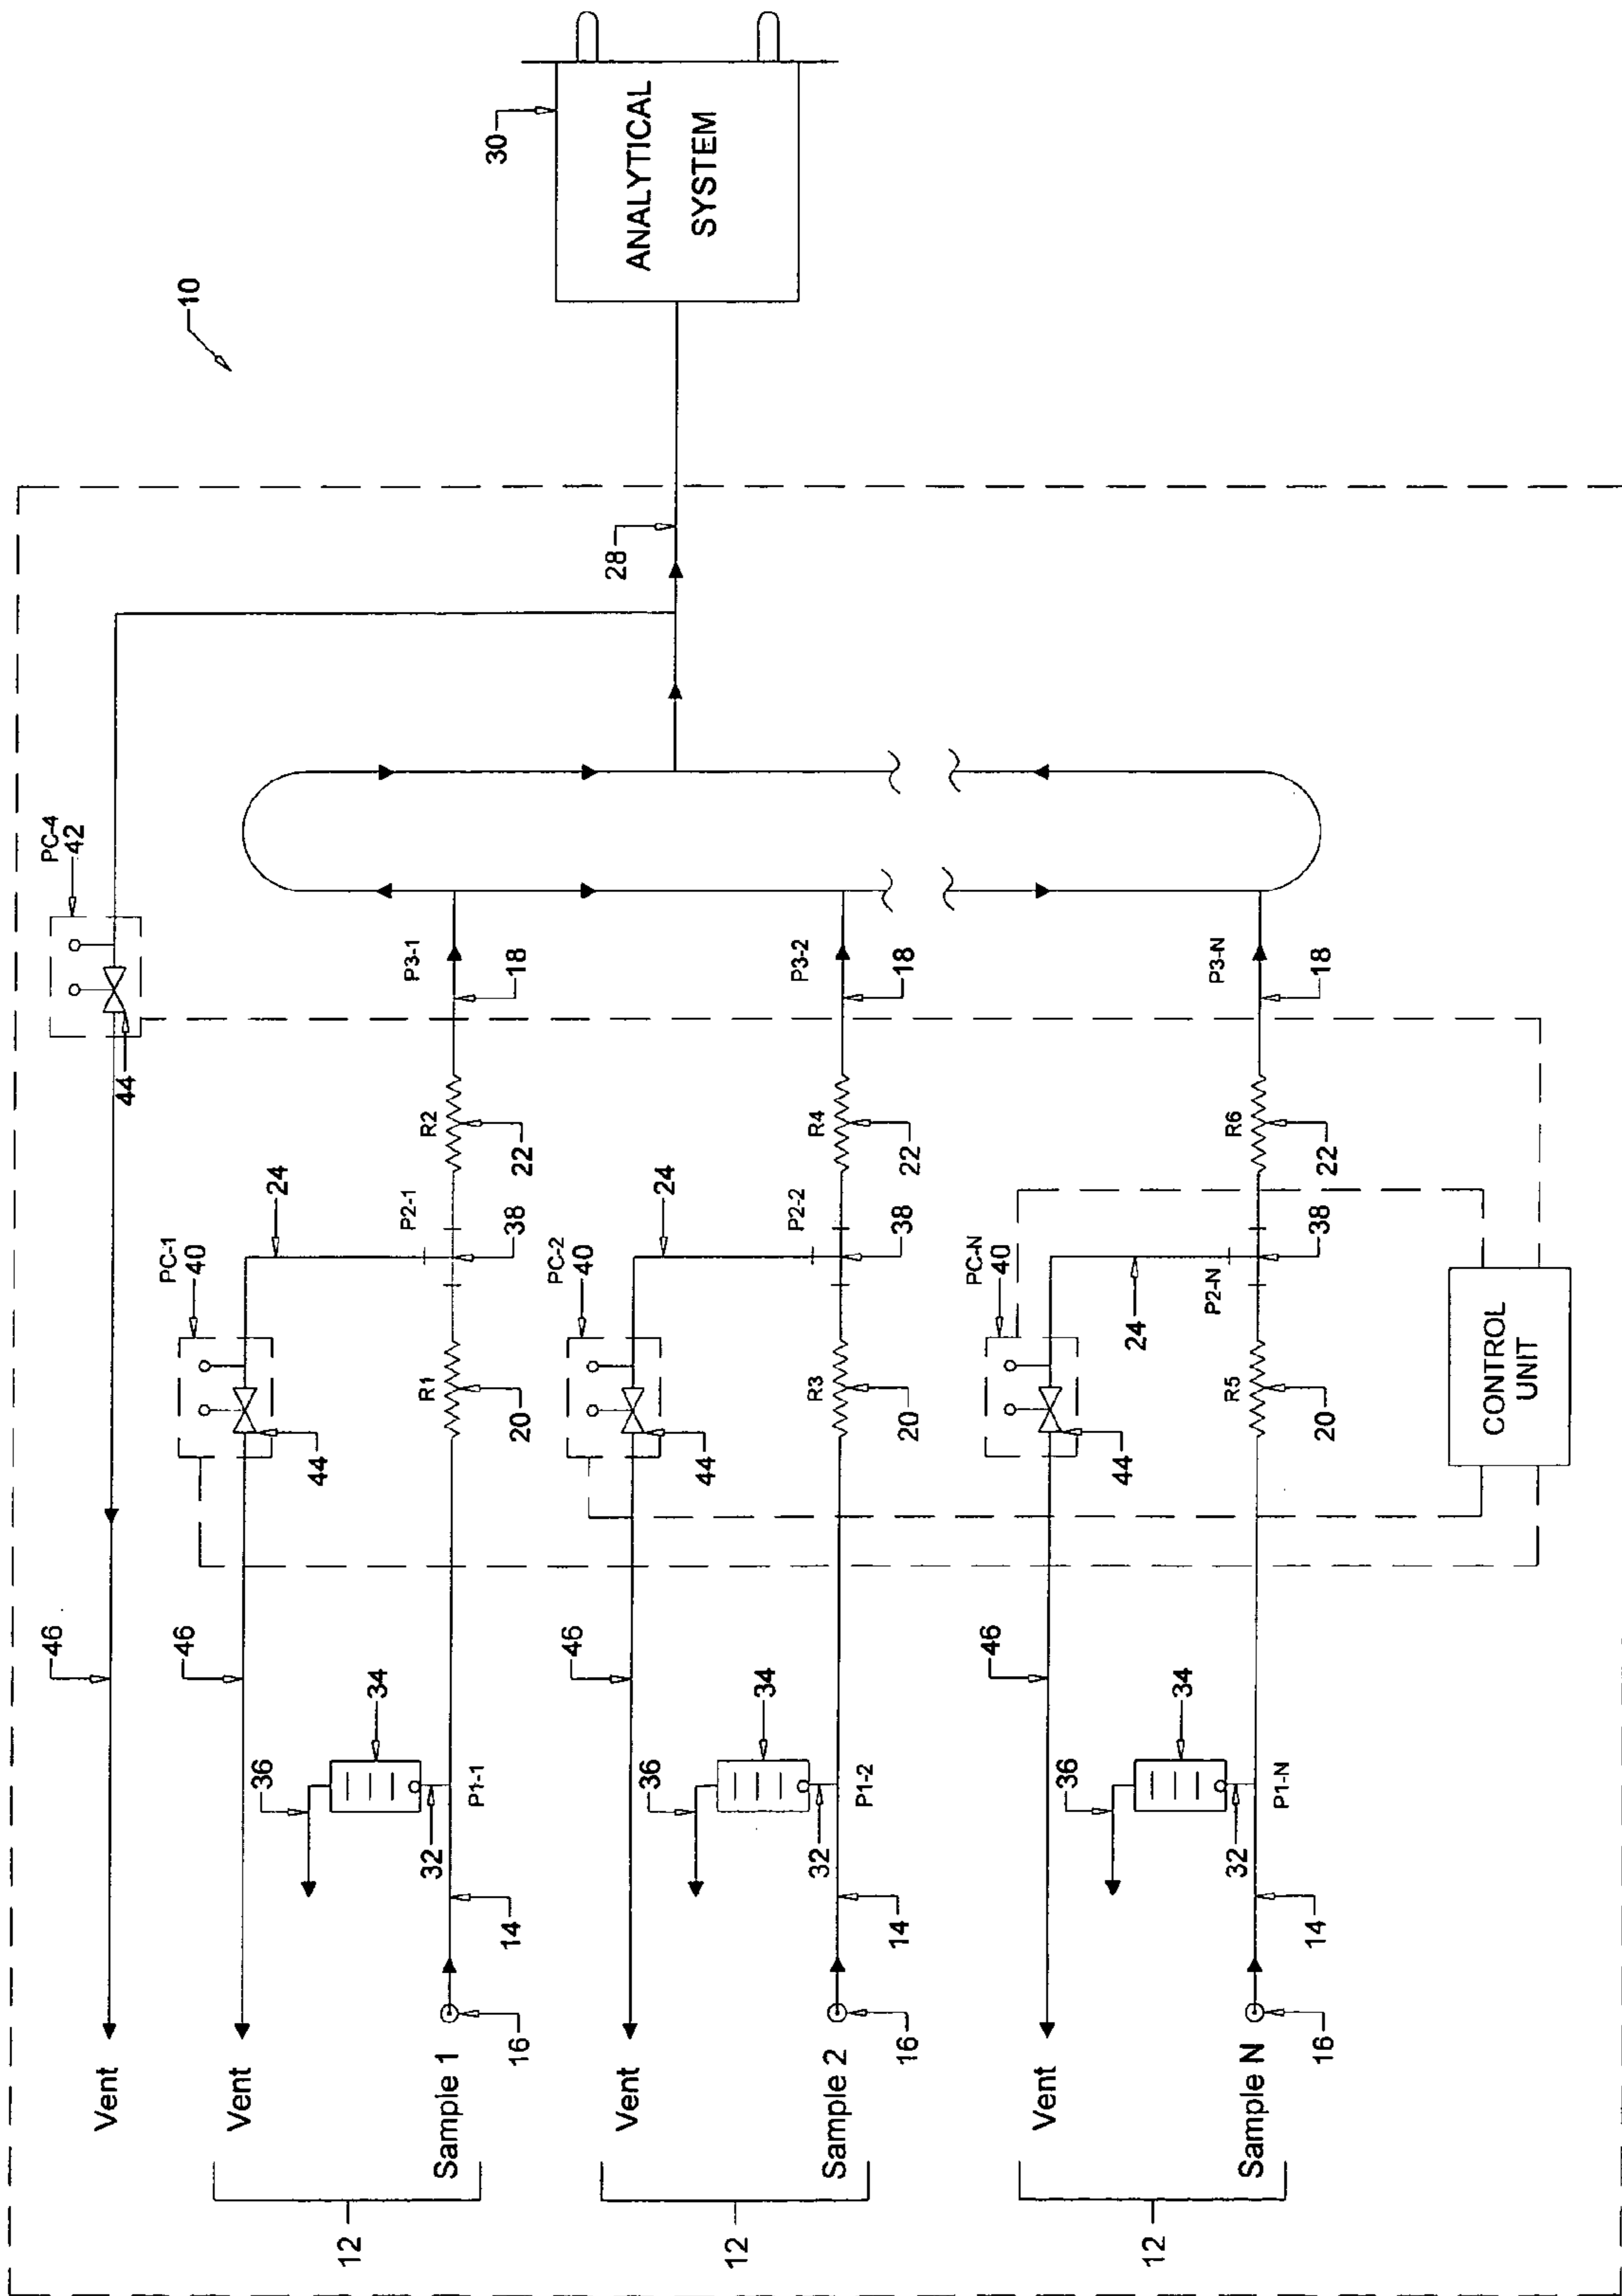 10
30
ANALYTICAL
SYSTEM
28
PC-4
42
44
46
Vent
PC-1
40
24
44
46
Vent
36
34
32
P1-1
R1
20
P2-1
38
R2
22
P3-1
18
14
16
Sample 1
12
PC-2
40
24
44
46
Vent
36
34
32
P1-2
R3
20
P2-2
38
R4
22
P3-2
18
14
16
Sample 2
12
PC-N
40
24
44
46
Vent
36
34
32
P1-N
R5
20
P2-N
38
R6
22
P3-N
18
14
16
Sample N
12
CONTROL
UNIT